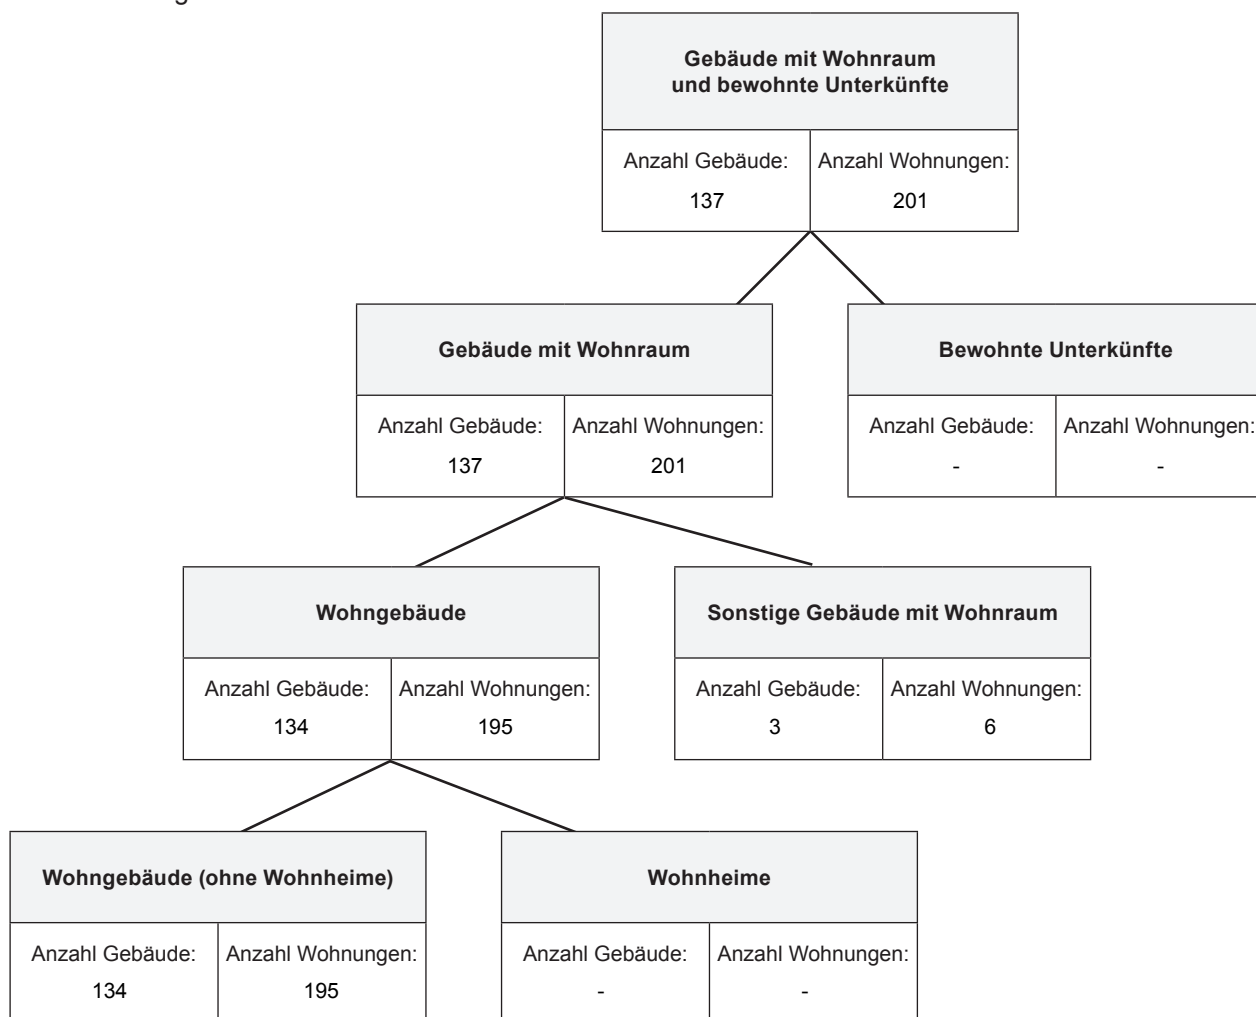 Gebäude mit Wohnraum
und bewohnte Unterkünfte
Anzahl Gebäude:
137
Anzahl Wohnungen:
201
Gebäude mit Wohnraum
Anzahl Gebäude:
137
Anzahl Wohnungen:
201
Bewohnte Unterkünfte
Anzahl Gebäude:
-
Anzahl Wohnungen:
-
Wohngebäude
Anzahl Gebäude:
134
Anzahl Wohnungen:
195
Sonstige Gebäude mit Wohnraum
Anzahl Gebäude:
3
Anzahl Wohnungen:
6
Wohngebäude (ohne Wohnheime)
Anzahl Gebäude:
134
Anzahl Wohnungen:
195
Wohnheime
Anzahl Gebäude:
-
Anzahl Wohnungen:
-